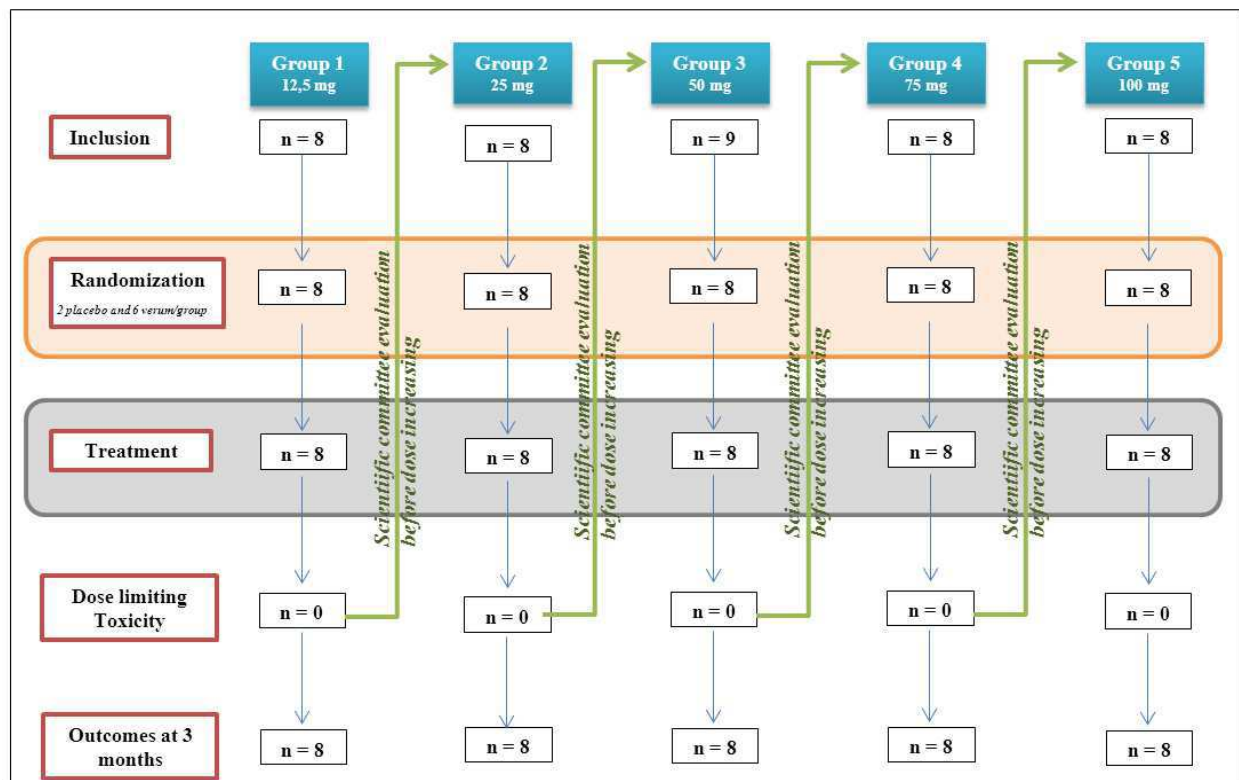 Group 1
12,5 mg
Group 2
25 mg
Group 3
50 mg
Group 4
75 mg
Group 5
100 mg
Inclusion
n = 8
n = 8
n = 9
n = 8
n = 8
Randomization
2 placebo and 6 verum/group
n = 8
n = 8
n = 8
n = 8
n = 8
Scientiific committee evaluation
before dose increasing
Scientiific committee evaluation
before dose increasing
Scientiific committee evaluation
before dose increasing
Scientiific committee evaluation
before dose increasing
Treatment
n = 8
n = 8
n = 8
n = 8
n = 8
Dose limiting
Toxicity
n = 0
n = 0
n = 0
n = 0
n = 0
Outcomes at 3
months
n = 8
n = 8
n = 8
n = 8
n = 8